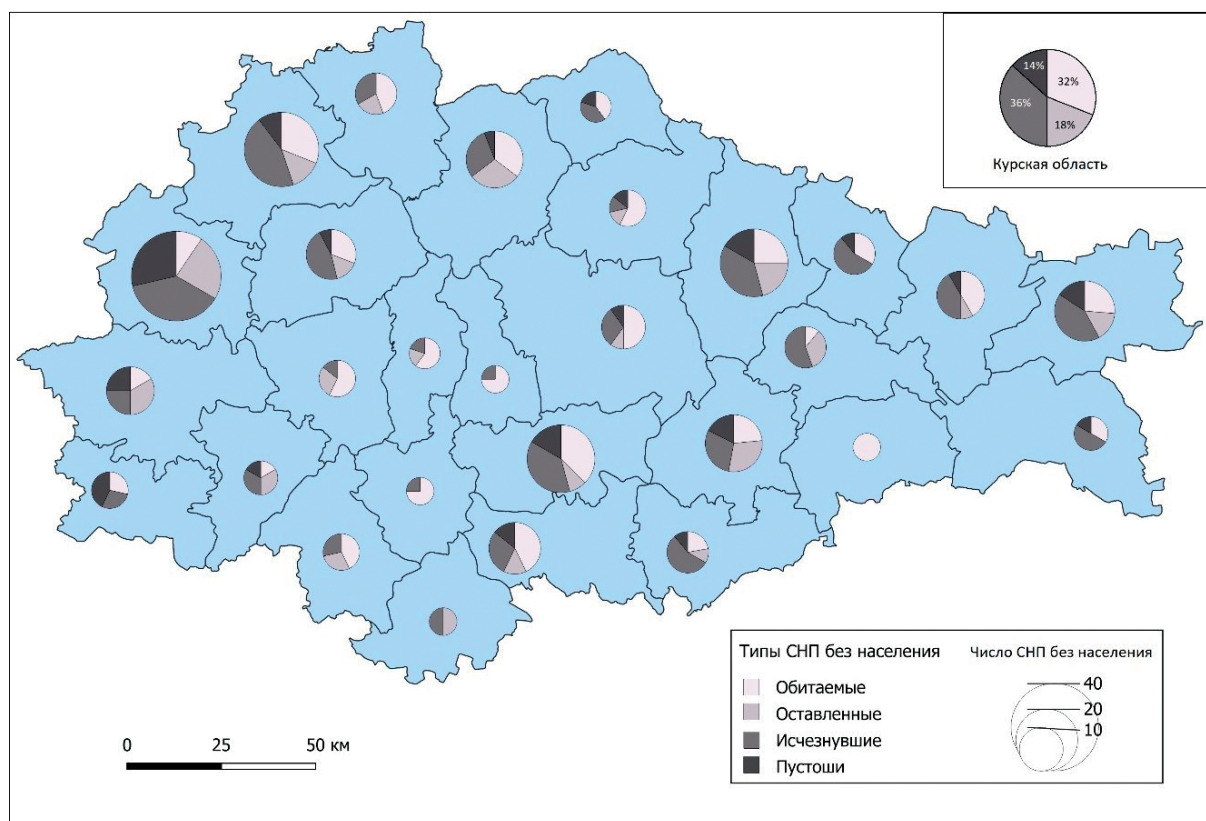 14%
32%
36%
18%
Курская область
Типы СНП без населения
Обитаемые
Оставленные
Исчезнувшие
Пустоши
Число СНП без населения
40
20
10
0 25 50 км